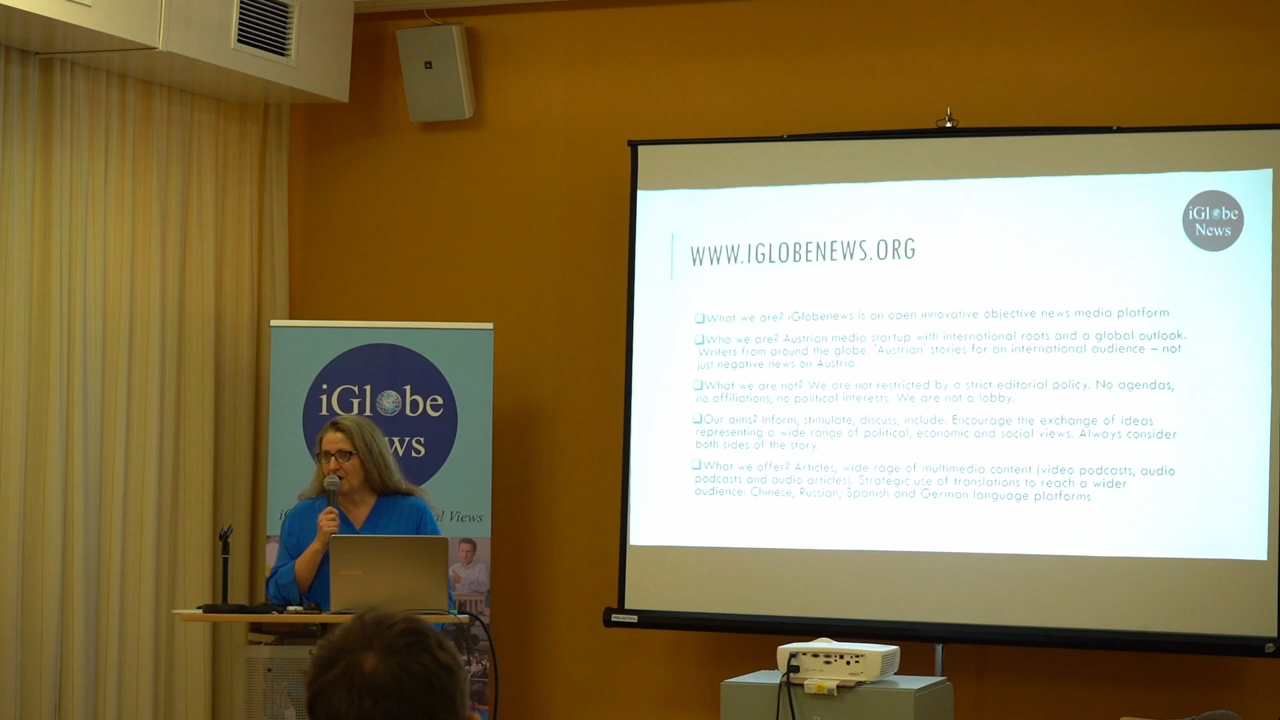 iGlobe
News
WWW.IGLOBENEWS.ORG
❑What we are? iGlobenews is an open innovative objective news media platform
❑Who we are? Austrian media startup with international roots and a global outlook.
Writers from around the globe. 'Austrian' stories for an international audience – not
just negative news on Austria
❑What we are not? We are not restricted by a strict editorial policy. No agendas,
no affiliations, no political interests. We are not a lobby.
❑Our aims? Inform, stimulate, discuss, include. Encourage the exchange of ideas
representing a wide range of political, economic and social views. Always consider
both sides of the story.
❑What we offer? Articles, wide rage of multimedia content (video podcasts, audio
podcasts and audio articles). Strategic use of translations to reach a wider
audience: Chinese, Russian, Spanish and German language platforms
iGlobe
ws
Views